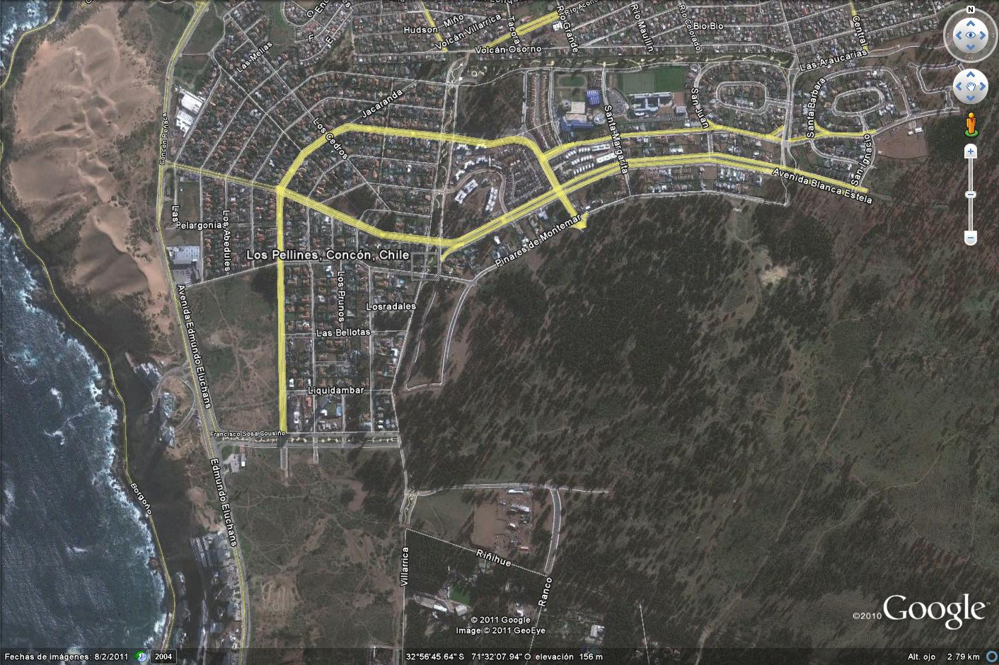 N
Hudson
Miño
Volcán Villarrica
Tacora
Río Grande
Río Maullin
Río Colorado
Bio Bio
Central
F
E
Las Melias
Volcán Osorno
Las Araucarias
Jacaranda
Los Cedros
Concón Reñaca
San Juan
Santa Margarita
Santa Barbara
San Ignacio
Avenida Blanca Estela
Las
Pelargonia
Los Abedules
Los Pellines, Concón, Chile
Pinares de Montemar
Los Prunos
Losradales
Las Bellotas
Avenida Edmundo Eluchans
Liquidambar
Francisco Sosa Cousiño
Edmundo Eluchans
Borgoño
Villarrica
Riñihue
Ranco
© 2011 Google
Image © 2011 GeoEye
©2010 Google™
Fechas de imágenes: 8/2/2011
2004
32°56'45.64" S 71°32'07.94" O elevación 156 m
Alt. ojo 2.79 km